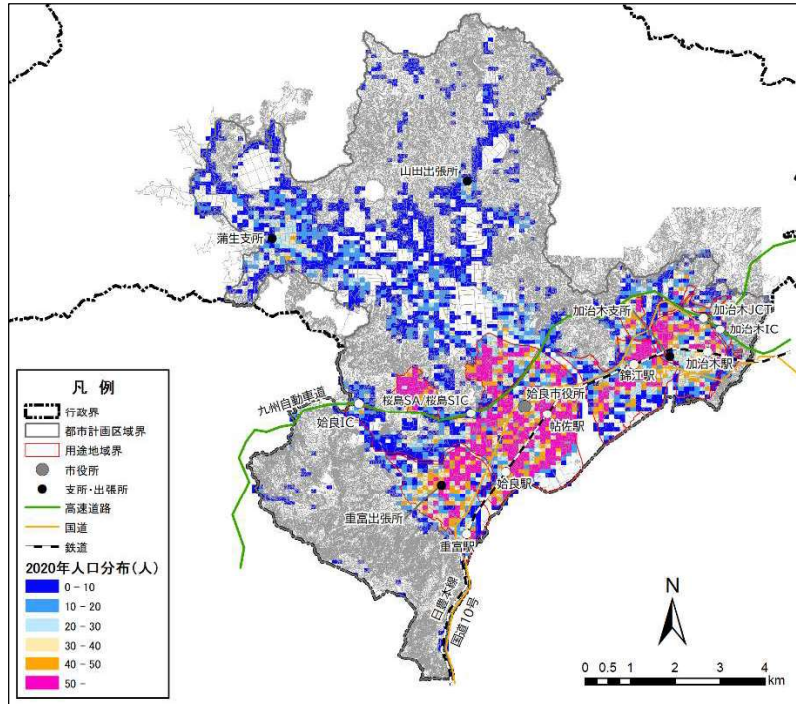 山田出張所
蒲生支所
加治木支所
加治木JCT
加治木IC
加治木駅
錦江駅
九州自動車道
桜島SA/桜島SIC
姶良市役所
姶良IC
帖佐駅
姶良駅
重富出張所
重富駅
日豊本線
国道10号
凡 例
行政界
都市計画区域界
用途地域界
市役所
支所・出張所
高速道路
国道
鉄道
2020年人口分布(人)
0 - 10
10 - 20
20 - 30
30 - 40
40 - 50
50 -
N
0 0.5 1 2 3 4
km